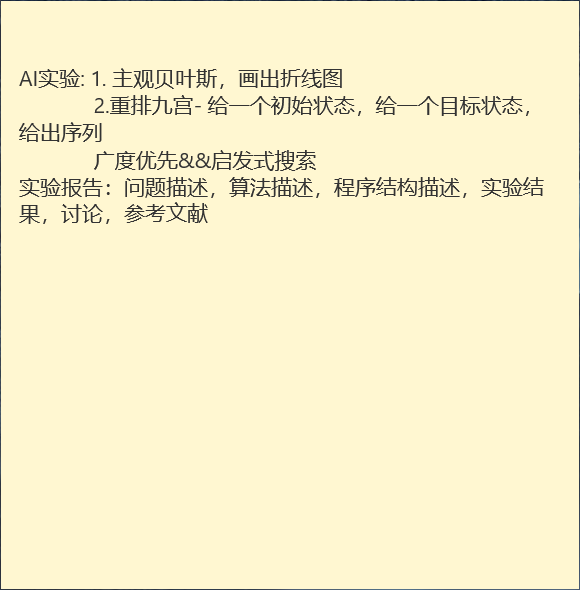 AI实验: 1. 主观贝叶斯，画出折线图
2.重排九宫- 给一个初始状态，给一个目标状态，
给出序列
广度优先&&启发式搜索
实验报告：问题描述，算法描述，程序结构描述，实验结
果，讨论，参考文献